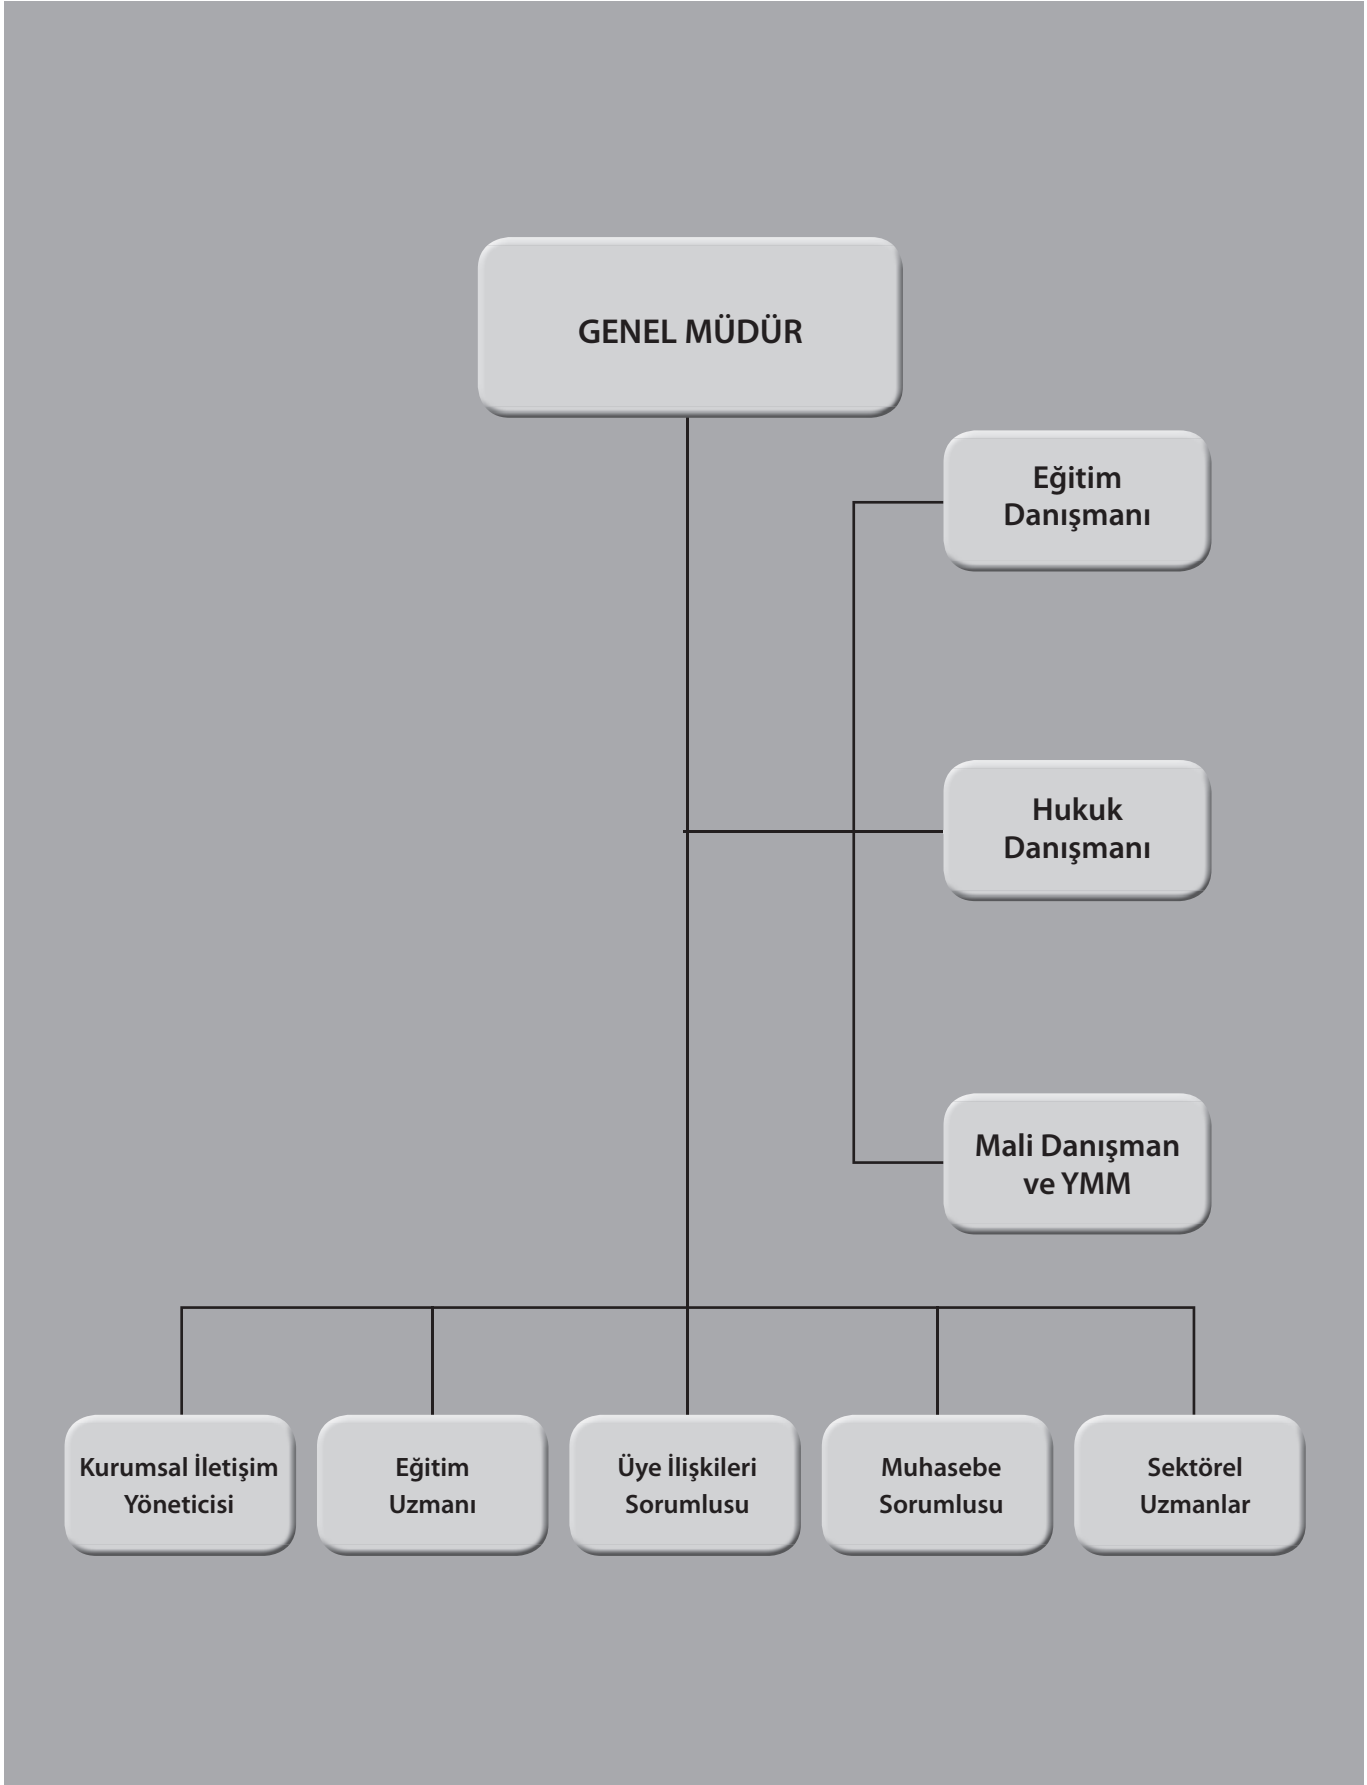 GENEL MÜDÜR
Eğitim
Danışmanı
Hukuk
Danışmanı
Mali Danışman
ve YMM
Kurumsal İletişim
Yöneticisi
Eğitim
Uzmanı
Üye İlişkileri
Sorumlusu
Muhasebe
Sorumlusu
Sektörel
Uzmanlar